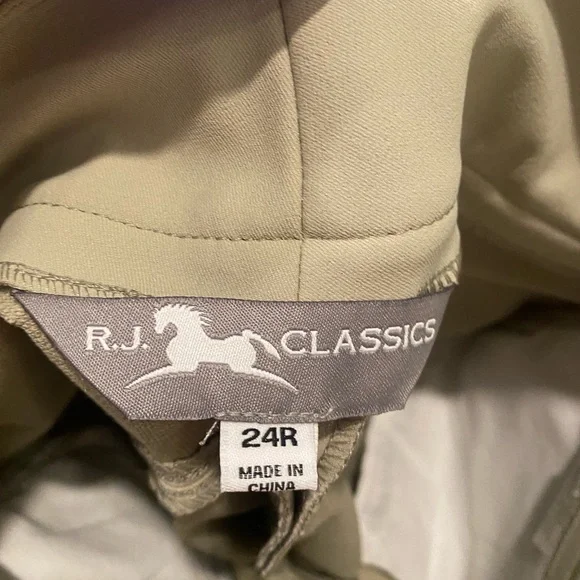 R.J. CLASSICS
24R
MADE IN
CHINA